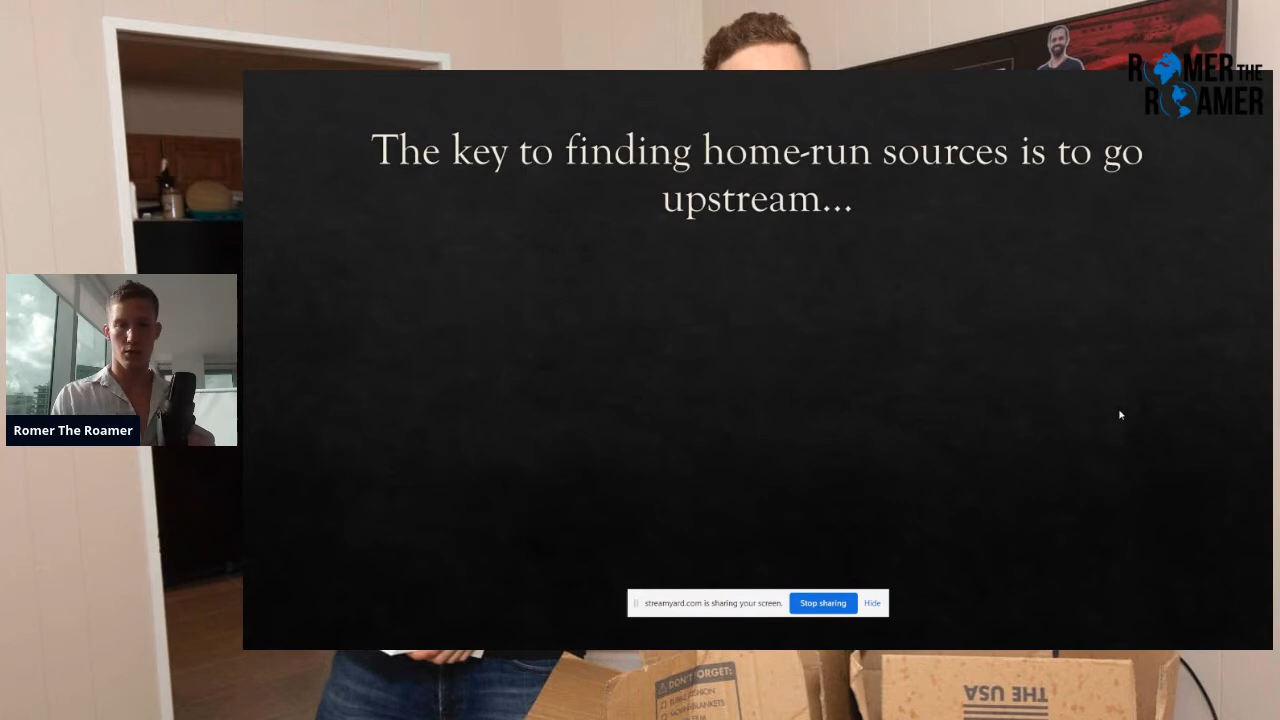 ROMER THE
ROAMER
The key to finding home-run sources is to go
upstream...
Romer The Roamer
streamyard.com is sharing your screen. Stop sharing Hide
DON'T FORGET:
BLANKETS
THE USA